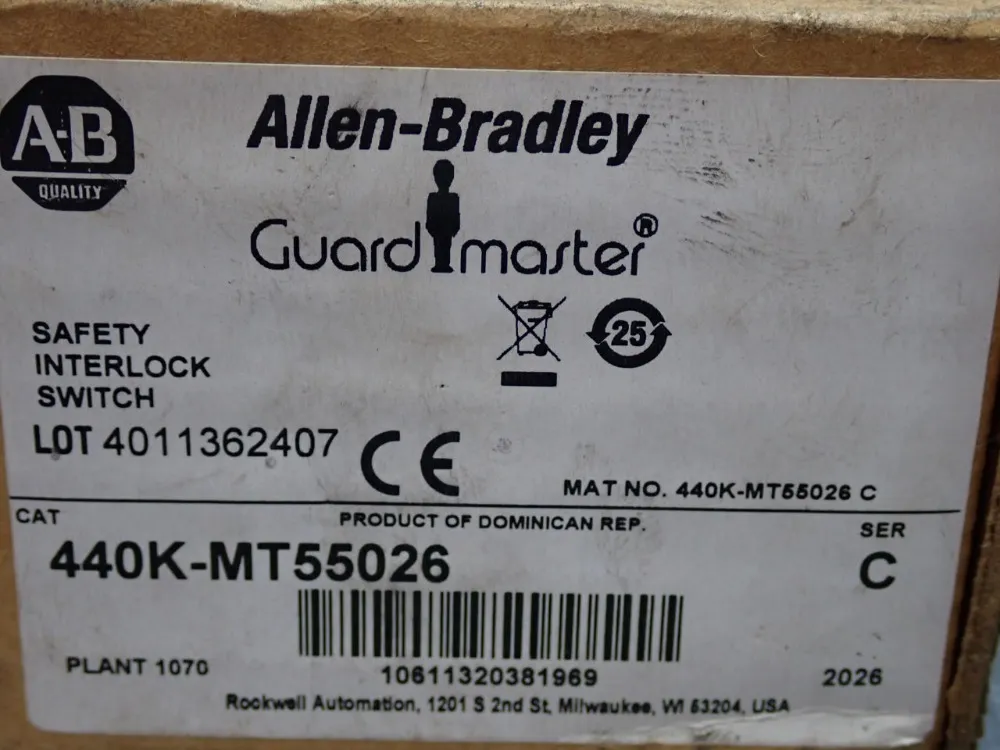 A-B
QUALITY
Allen-Bradley
Guardmaster®
25
SAFETY
INTERLOCK
SWITCH
LOT 4011362407
CE
MAT NO. 440K-MT55026 C
CAT
PRODUCT OF DOMINICAN REP.
SER
440K-MT55026
C
PLANT 1070
10611320381969
2026
Rockwell Automation, 1201 S 2nd St, Milwaukee, WI 53204, USA